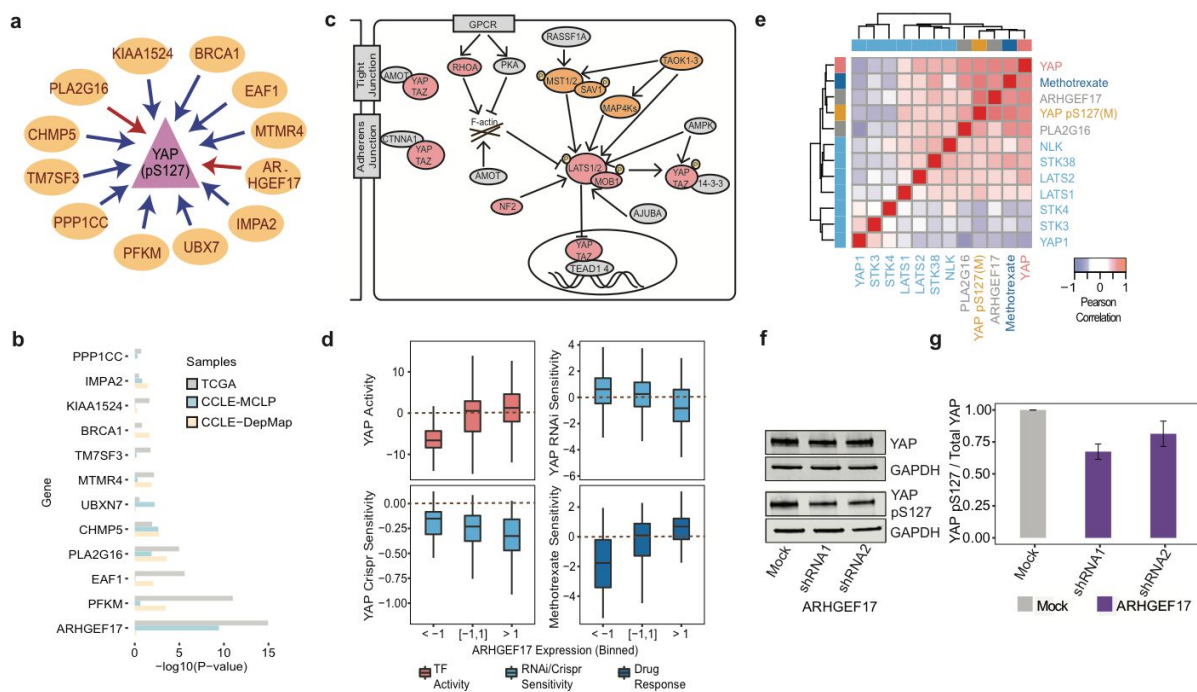 a
KIAA1524
BRCA1
PLA2G16
EAF1
CHMP5
YAP
(pS127)
MTMR4
TM7SF3
AR-
HGEF17
PPP1CC
IMPA2
PFKM
UBX7
b
PPP1CC
IMPA2
KIAA1524
BRCA1
TM7SF3
MTMR4
UBXN7
CHMP5
PLA2G16
EAF1
PFKM
ARHGEF17
Gene
Samples
TCGA
CCLE-MCLP
CCLE-DepMap
0 5 10 15
-log10(P-value)
c
Tight
Junction
Adherens
Junction
GPCR
AMOT
YAP
TAZ
RHOA
PKA
RASSF1A
P
MST1/2
SAV1
P
TAOK1-3
MAP4Ks
CTNNA1
YAP
TAZ
F-actin
AMOT
AMPK
P
LATS1/2
P
MOB1
P
YAP
TAZ
P
14-3-3
NF2
AJUBA
YAP
TAZ
TEAD1 4
d
YAP Activity
10
0
-10
YAP RNAi Sensitivity
4
2
0
-2
-4
-6
YAP Crispr Sensitivity
0.00
-0.25
-0.50
-0.75
-1.00
Methotrexate Sensitivity
2
0
-2
-4
< -1 [-1,1] > 1
< -1 [-1,1] > 1
ARHGEF17 Expression (Binned)
TF
Activity
RNAi/Crispr
Sensitivity
Drug
Response
e
YAP
Methotrexate
ARHGEF17
YAP pS127(M)
PLA2G16
NLK
STK38
LATS2
LATS1
STK4
STK3
YAP1
YAP1
STK3
STK4
LATS1
LATS2
STK38
NLK
PLA2G16
YAP pS127(M)
ARHGEF17
Methotrexate
YAP
-1 0 1
Pearson
Correlation
f
YAP
GAPDH
YAP
pS127
GAPDH
Mock
shRNA1
shRNA2
ARHGEF17
g
YAP pS127 / Total YAP
1.00
0.75
0.50
0.25
0.00
Mock
shRNA1
shRNA2
Mock
ARHGEF17